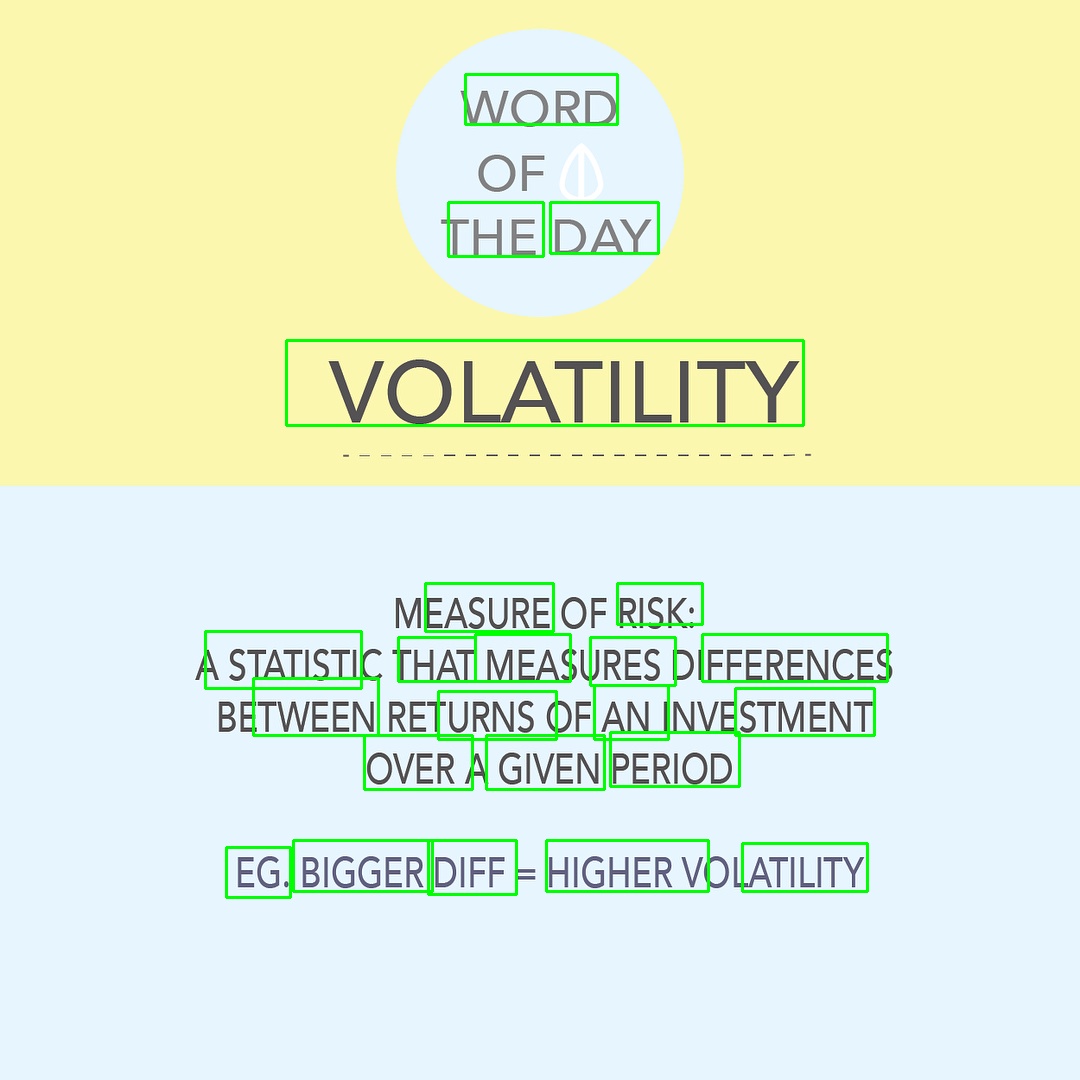 WORD
OF
THE DAY
VOLATILITY
MEASURE OF RISK:
A STATISTIC THAT MEASURES DIFFERENCES
BETWEEN RETURNS OF AN INVESTMENT
OVER A GIVEN PERIOD
EG. BIGGER DIFF = HIGHER VOLATILITY